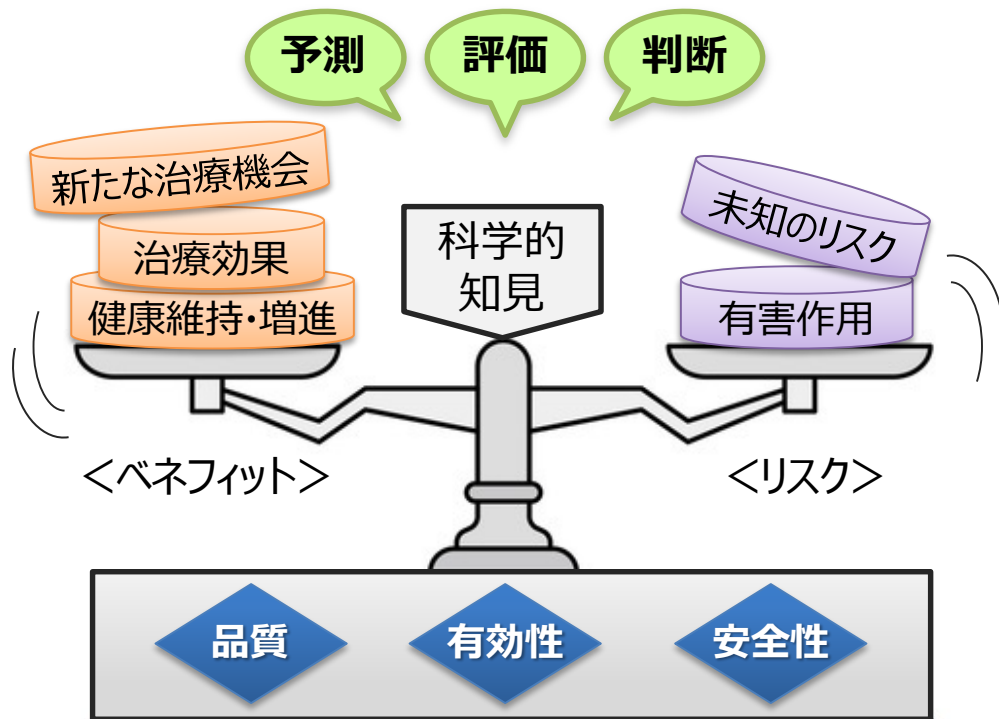 予測
評価
判断
新たな治療機会
治療効果
健康維持・増進
科学的
知見
未知のリスク
有害作用
＜ベネフィット＞
＜リスク＞
品質
有効性
安全性